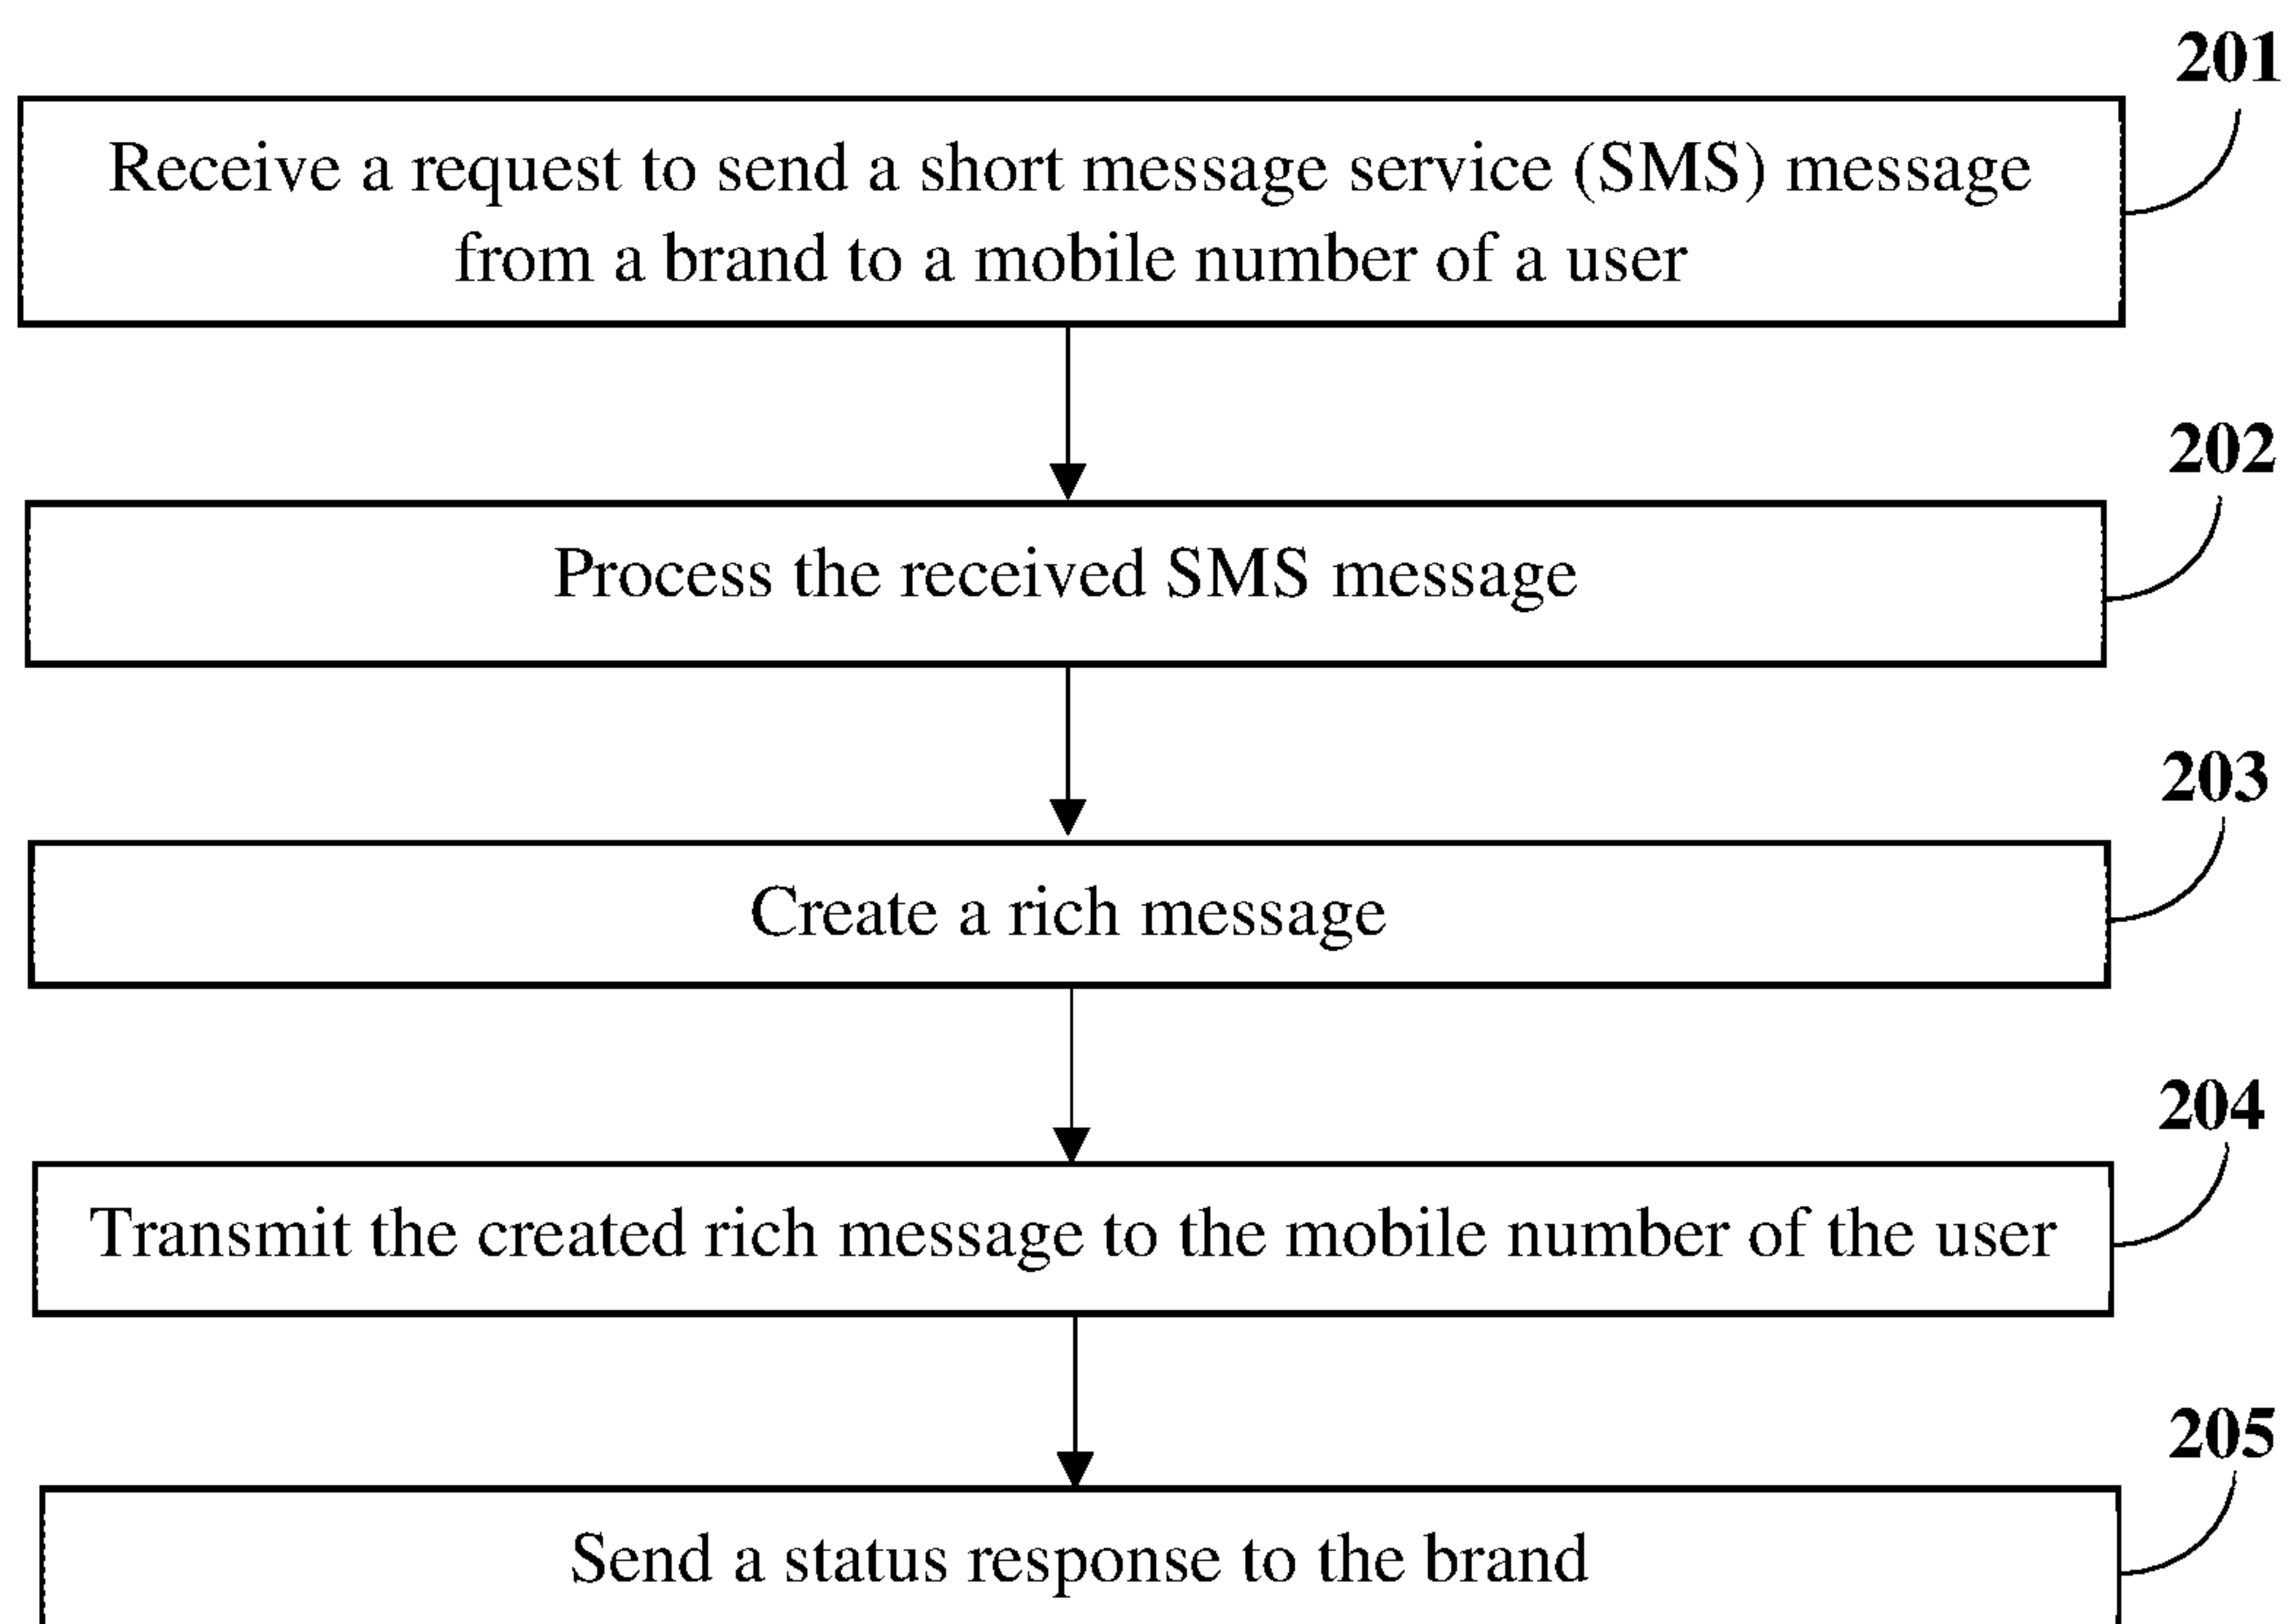 201
Receive a request to send a short message service (SMS) message
from a brand to a mobile number of a user
202
Process the received SMS message
203
Create a rich message
204
Transmit the created rich message to the mobile number of the user
205
Send a status response to the brand